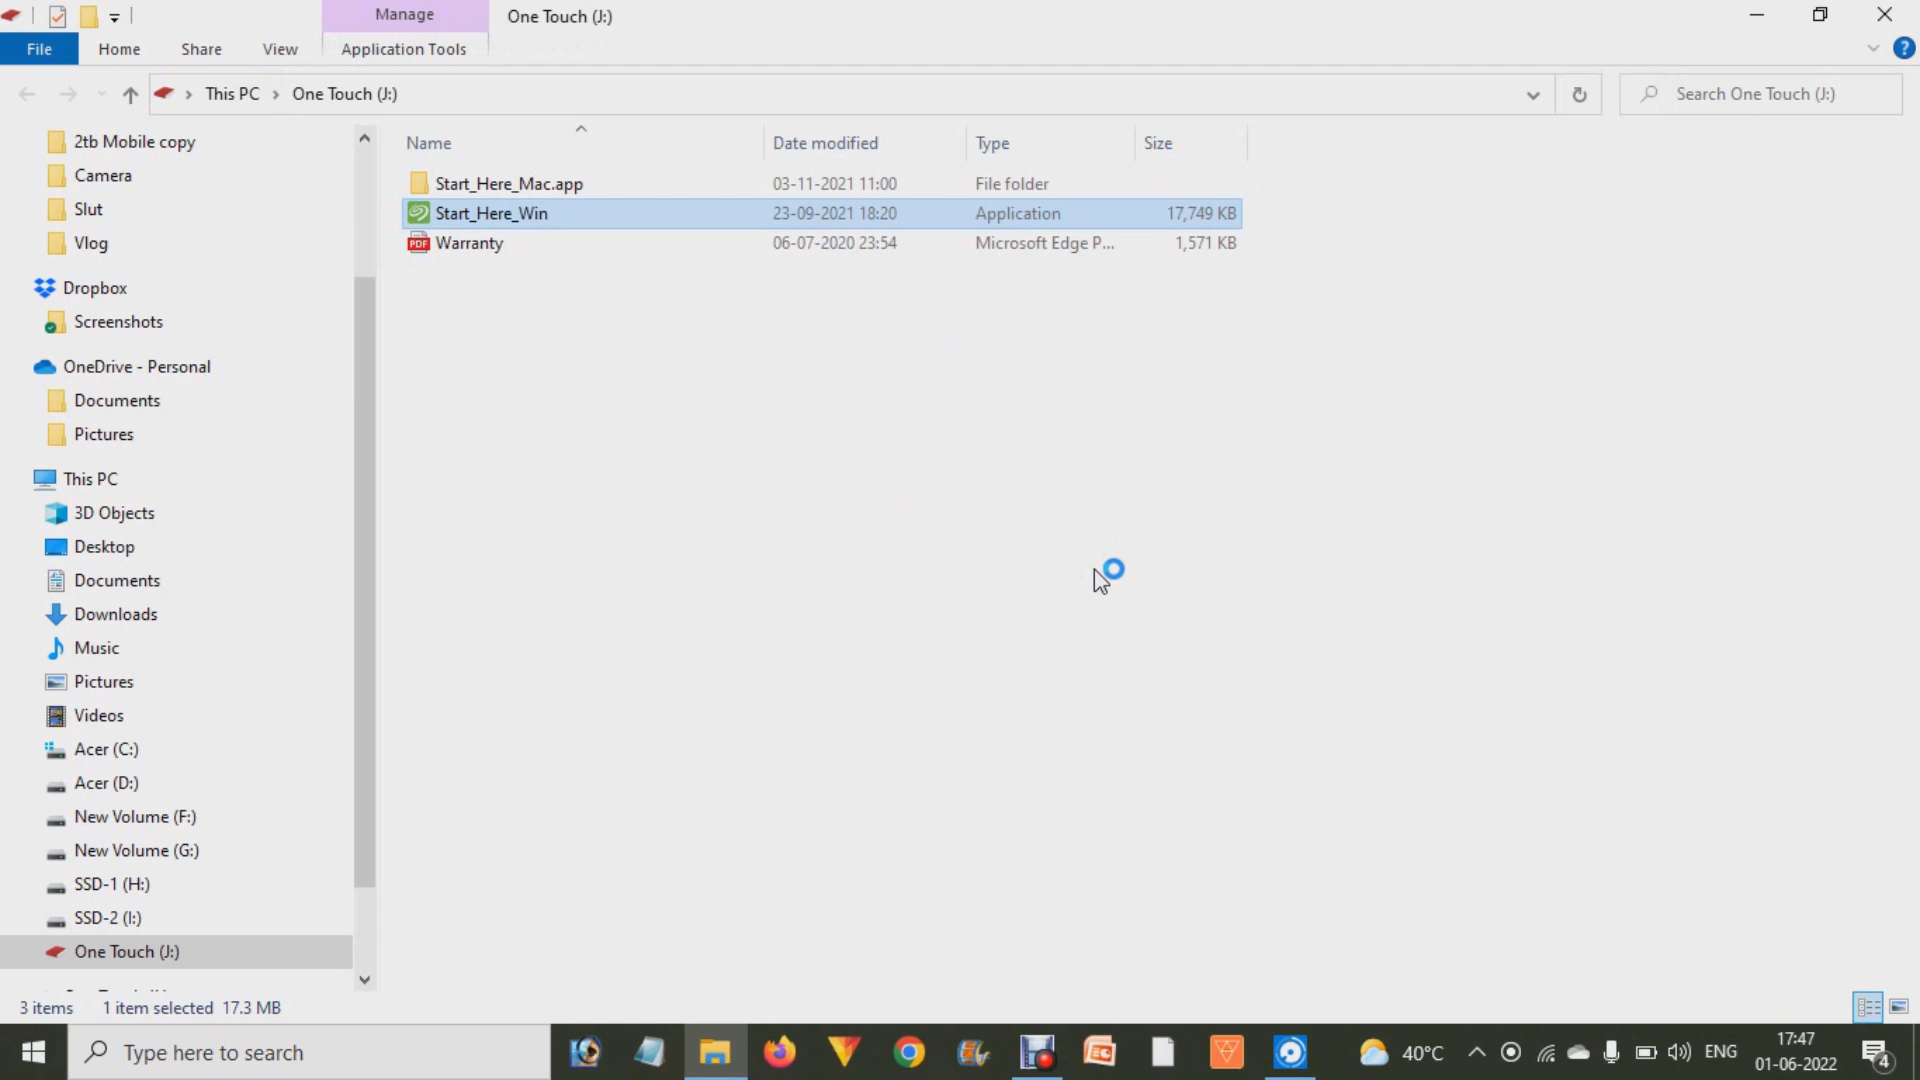 Manage
One Touch (J:)
File
Home
Share
View
Application Tools
This PC
One Touch (J:)
Search One Touch (J:)
2tb Mobile copy
Camera
Slut
Vlog
Dropbox
Screenshots
OneDrive - Personal
Documents
Pictures
This PC
3D Objects
Desktop
Documents
Downloads
Music
Pictures
Videos
Acer (C:)
Acer (D:)
New Volume (F:)
New Volume (G:)
SSD-1 (H:)
SSD-2 (I:)
One Touch (J:)
Name Date modified Type Size
Start_Here_Mac.app 03-11-2021 11:00 File folder
Start_Here_Win 23-09-2021 18:20 Application 17,749 KB
PDF Warranty 06-07-2020 23:54 Microsoft Edge P... 1,571 KB
3 items 1 item selected 17.3 MB
Type here to search
40°C
ENG
17:47
01-06-2022
4